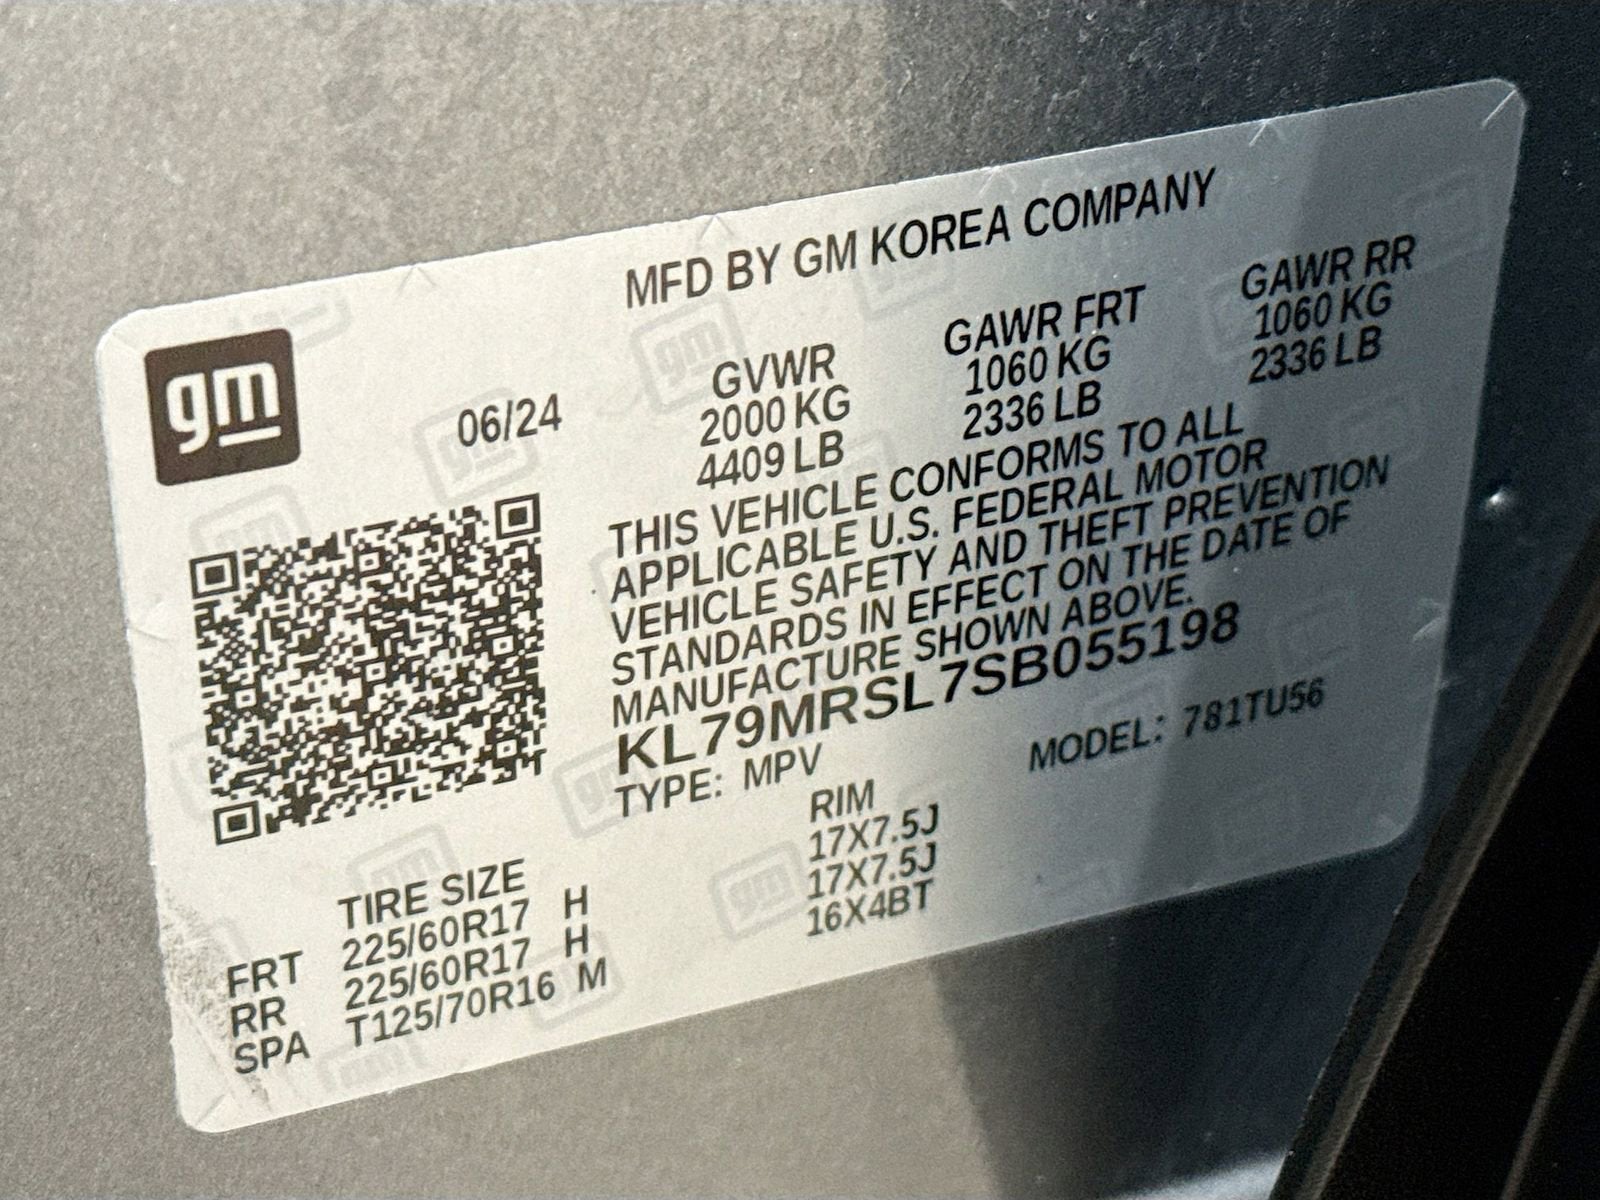 MFD BY GM KOREA COMPANY
gm
06/24
GVWR GAWR FRT GAWR RR
2000 KG 1060 KG 1060 KG
4409 LB 2336 LB 2336 LB
THIS VEHICLE CONFORMS TO ALL
APPLICABLE U.S. FEDERAL MOTOR
VEHICLE SAFETY AND THEFT PREVENTION
STANDARDS IN EFFECT ON THE DATE OF
MANUFACTURE SHOWN ABOVE.
KL79MRSL7SB055198
TYPE: MPV MODEL: 781TU56
TIRE SIZE RIM
FRT 225/60R17 H 17X7.5J
RR 225/60R17 H 17X7.5J
SPA T125/70R16 M 16X4BT